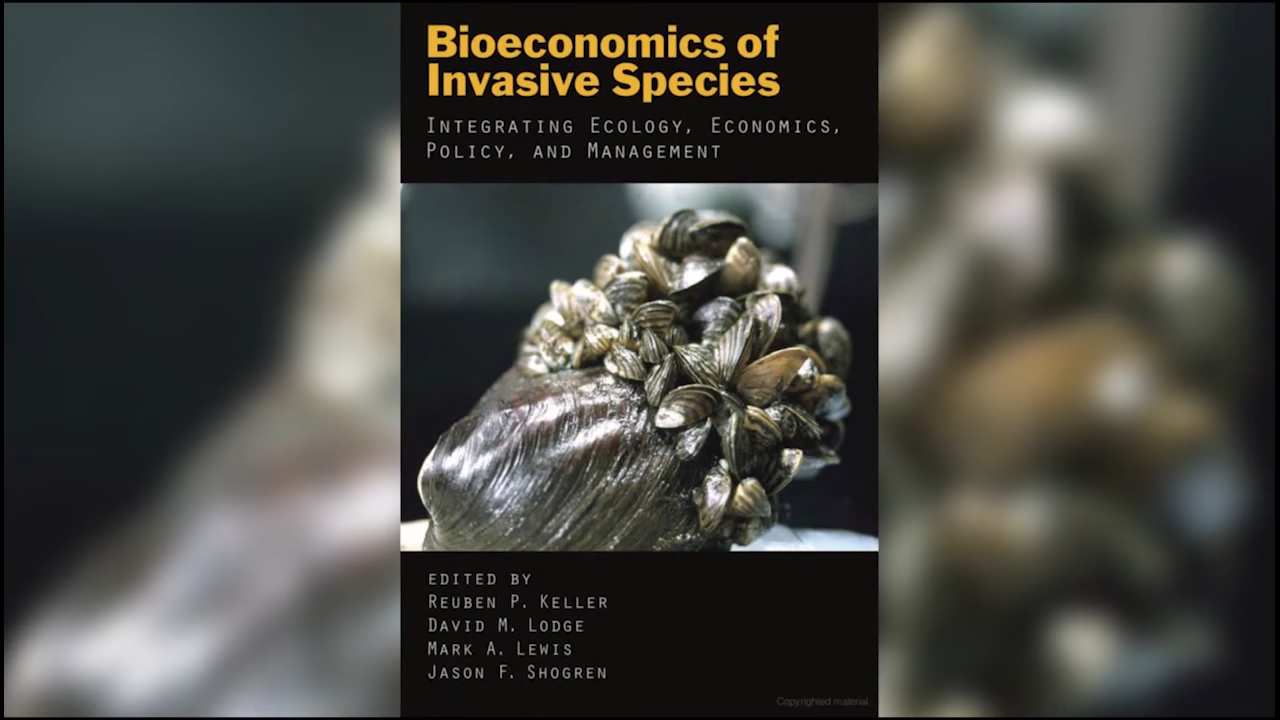 Bioeconomics of
Invasive Species
INTEGRATING ECOLOGY, ECONOMICS,
POLICY, AND MANAGEMENT
EDITED BY
REUBEN P. KELLER
DAVID M. LODGE
MARK A. LEWIS
JASON F. SHOGREN
Copyrighted material